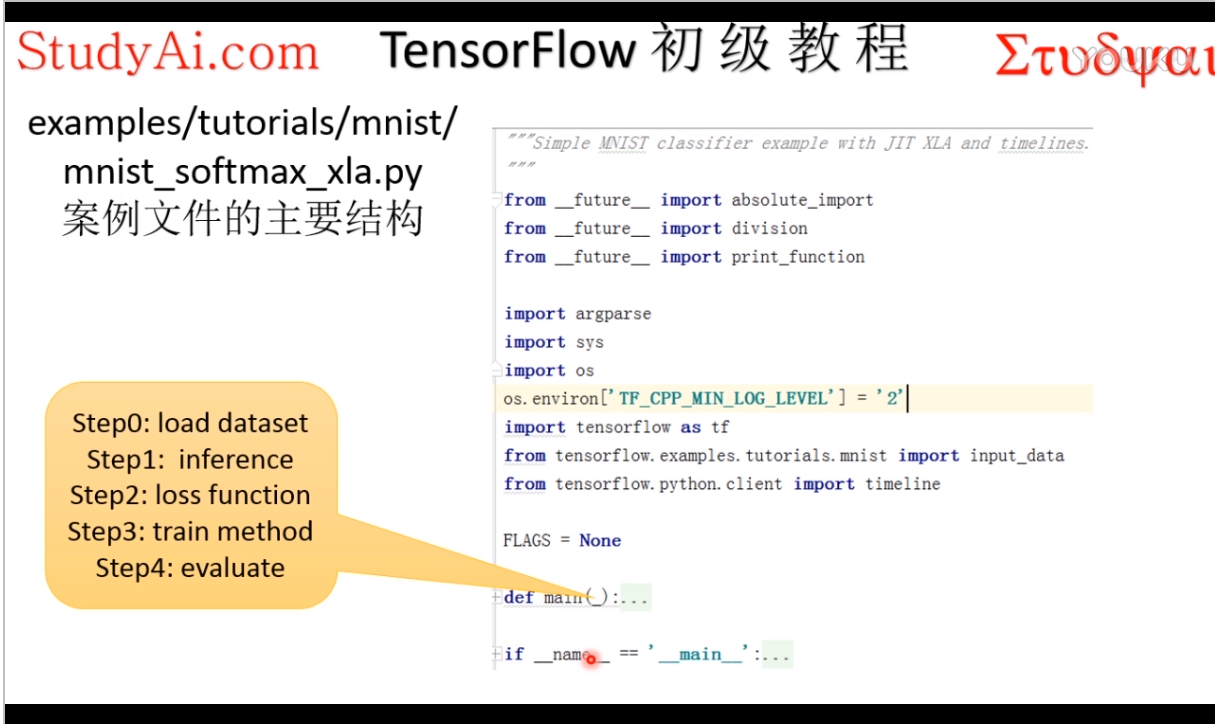 StudyAi.com
TensorFlow 初 级 教 程
Στυδψαι
YOUKU
examples/tutorials/mnist/
mnist_softmax_xla.py
案例文件的主要结构
Step0: load dataset
Step1: inference
Step2: loss function
Step3: train method
Step4: evaluate
"""Simple MNIST classifier example with JIT XLA and timelines.
"""
from __future__ import absolute_import
from __future__ import division
from __future__ import print_function
import argparse
import sys
import os
os.environ['TF_CPP_MIN_LOG_LEVEL'] = '2'
import tensorflow as tf
from tensorflow.examples.tutorials.mnist import input_data
from tensorflow.python.client import timeline
FLAGS = None
def main(_):...
if __name__ == '__main__':...